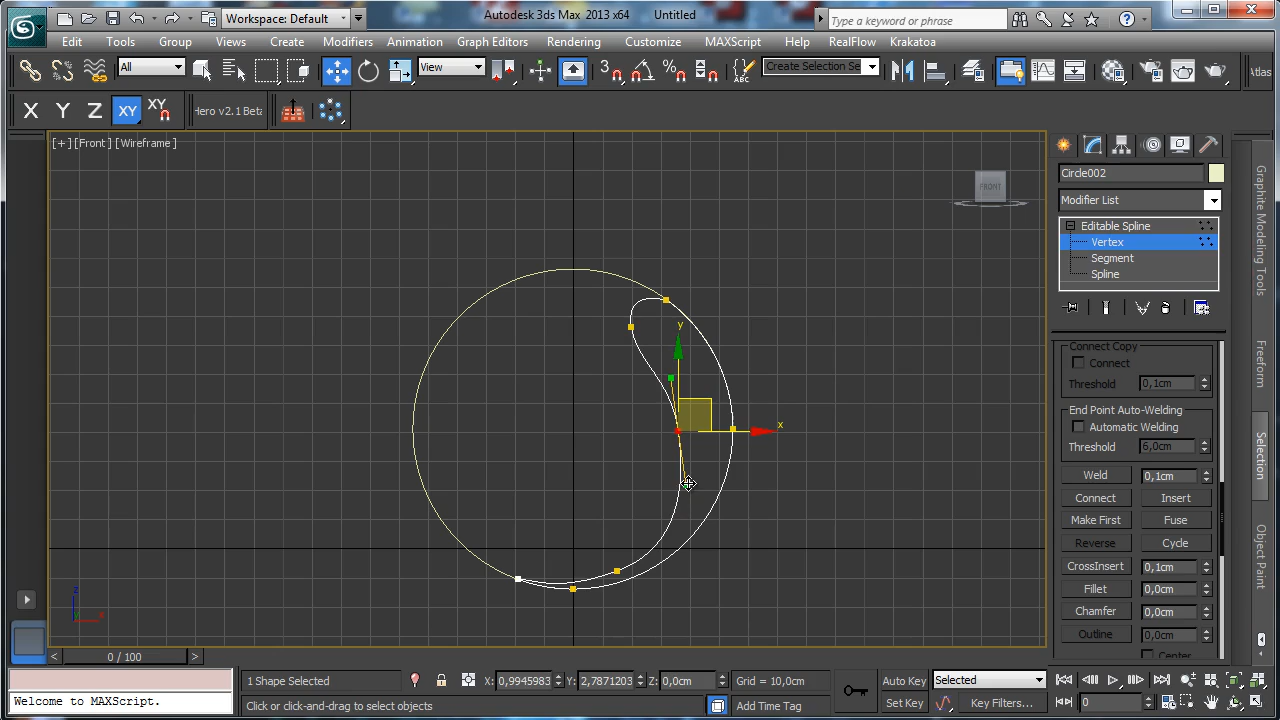 Workspace: Default
Autodesk 3ds Max 2013 x64 Untitled
Type a keyword or phrase
Edit Tools Group Views Create Modifiers Animation Graph Editors Rendering Customize MAXScript Help RealFlow Krakatoa
All
View
3
Create Selection Se
Atlas
X Y Z XY XY
Hero v2.1 Beta
[+] [Front] [Wireframe]
FRONT
y
x
z
x
Circle002
Modifier List
Editable Spline
Vertex
Segment
Spline
Connect Copy
Connect
Threshold 0,1cm
End Point Auto-Welding
Automatic Welding
Threshold 6,0cm
Weld 0,1cm
Connect Insert
Make First Fuse
Reverse Cycle
CrossInsert 0,1cm
Fillet 0,0cm
Chamfer 0,0cm
Outline 0,0cm
Center
Graphite Modeling Tools
Freeform
Selection
Object Paint
0 / 100
1 Shape Selected
X: 0,9945983 Y: 2,7871203 Z: 0,0cm
Grid = 10,0cm
Auto Key Selected
Welcome to MAXScript.
Click or pick-and-drag to select objects
Add Time Tag
Set Key Key Filters...
0